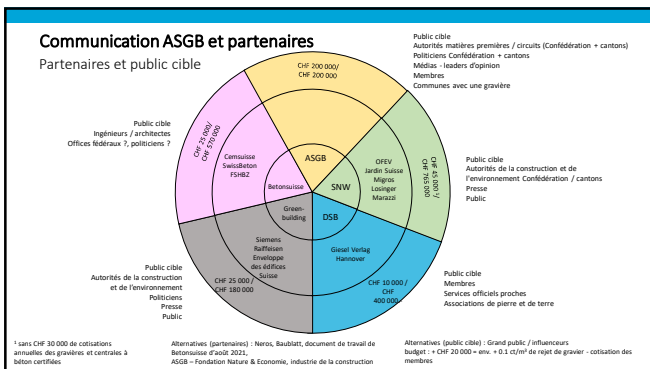 Communication ASGB et partenaires
Partenaires et public cible
Public cible
Autorités matières premières / circuits (Confédération + cantons)
Politiciens Confédération + cantons
Médias - leaders d'opinion
Membres
Communes avec une gravière
CHF 200 000/
CHF 200 000
ASGB
Public cible
Ingénieurs / architectes
Offices fédéraux ?, politiciens ?
CHF 25 000/
CHF 570 000
Cemsuisse
SwissBeton
FSHBZ
Betonsuisse
SNW
OFEV
Jardin Suisse
Migros
Losinger
Marazzi
CHF 45 000 ¹/
CHF 765 000
Public cible
Autorités de la construction et de
l'environnement Confédération / cantons
Presse
Public
Green-
building
Siemens
Raiffeisen
Enveloppe
des édifices
Suisse
CHF 25 000 /
CHF 180 000
Public cible
Autorités de la construction
et de l'environnement
Politiciens
Presse
Public
DSB
Giesel Verlag
Hannover
CHF 10 000 /
CHF
400 000
Public cible
Membres
Services officiels proches
Associations de pierre et de terre
¹ sans CHF 30 000 de cotisations
annuelles des gravières et centrales à
béton certifiées
Alternatives (partenaires) : Neros, Baublatt, document de travail de
Betonsuisse d'août 2021,
ASGB – Fondation Nature & Economie, industrie de la construction
Alternatives (public cible) : Grand public / influenceurs
budget : + CHF 20 000 = env. + 0.1 ct/m³ de rejet de gravier - cotisation des
membres